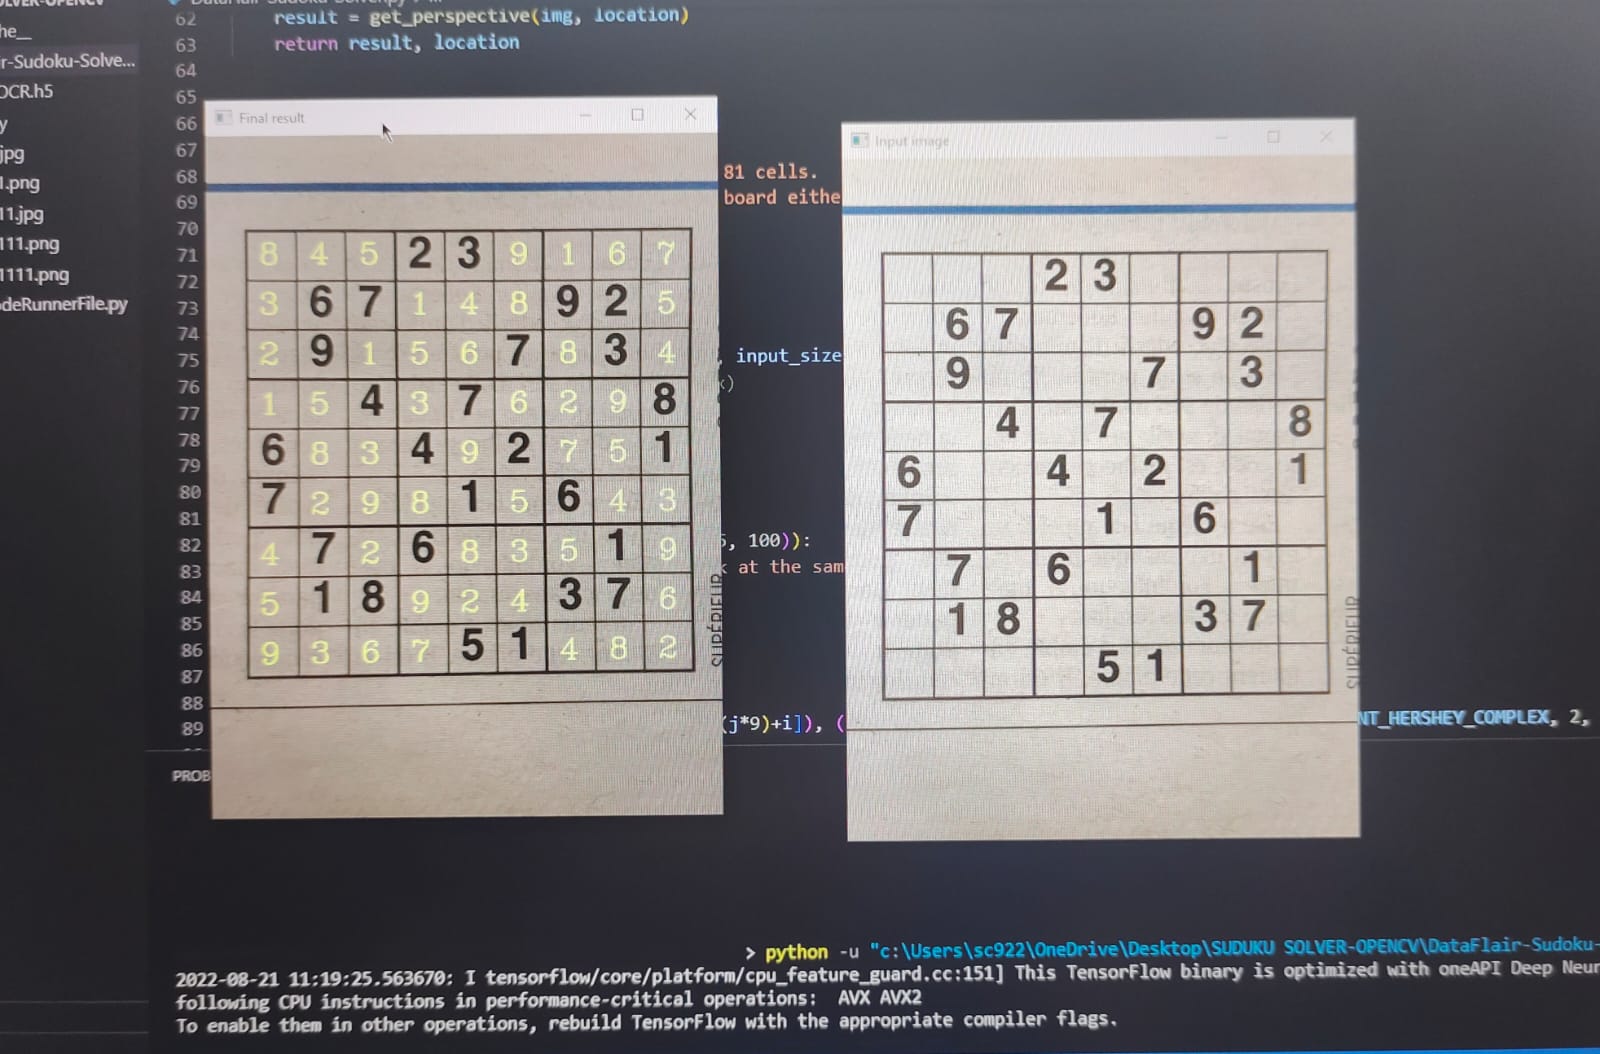 62 result = get_perspective(img, location)
63 return result, location
64
65
66
67
68
69
70
71
72
73
74
75
76
77
78
79
80
81
82
83
84
85
86
87
88
89
he__
r-Sudoku-Solve...
OCR.h5
y
jpg
l.png
11.jpg
111.png
1111.png
deRunnerFile.py
Final result
8 4 5 2 3 9 1 6 7
3 6 7 1 4 8 9 2 5
2 9 1 5 6 7 8 3 4
1 5 4 3 7 6 2 9 8
6 8 3 4 9 2 7 5 1
7 2 9 8 1 5 6 4 3
4 7 2 6 8 3 5 1 9
5 1 8 9 2 4 3 7 6
9 3 6 7 5 1 4 8 2
SUPÉRIEUR
81 cells.
board eithe
, input_size
, 100)):
at the sam
(j*9)+i]), (
Input image
2 3
6 7 9 2
9 7 3
4 7 8
6 4 2 1
7 1 6
7 6 1
1 8 3 7
5 1
SUPÉRIEUR
NT_HERSHEY_COMPLEX, 2,
PROB
> python -u "c:\Users\sc922\OneDrive\Desktop\SUDUKU SOLVER-OPENCV\DataFlair-Sudoku-
2022-08-21 11:19:25.563670: I tensorflow/core/platform/cpu_feature_guard.cc:151] This TensorFlow binary is optimized with oneAPI Deep Neur
following CPU instructions in performance-critical operations: AVX AVX2
To enable them in other operations, rebuild TensorFlow with the appropriate compiler flags.